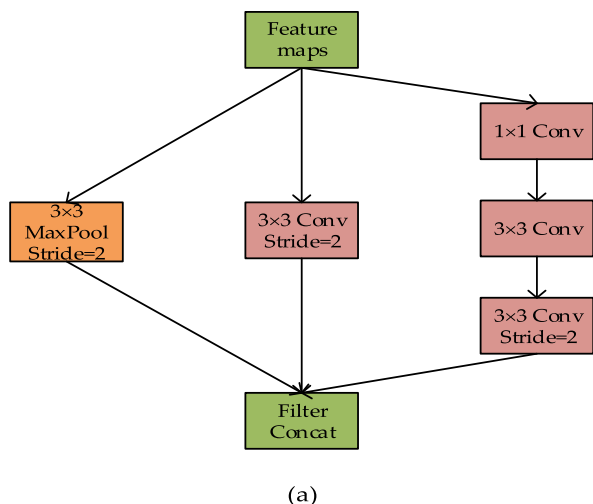 Feature
maps
1×1 Conv
3×3
MaxPool
Stride=2
3×3 Conv
Stride=2
3×3 Conv
3×3 Conv
Stride=2
Filter
Concat
(a)